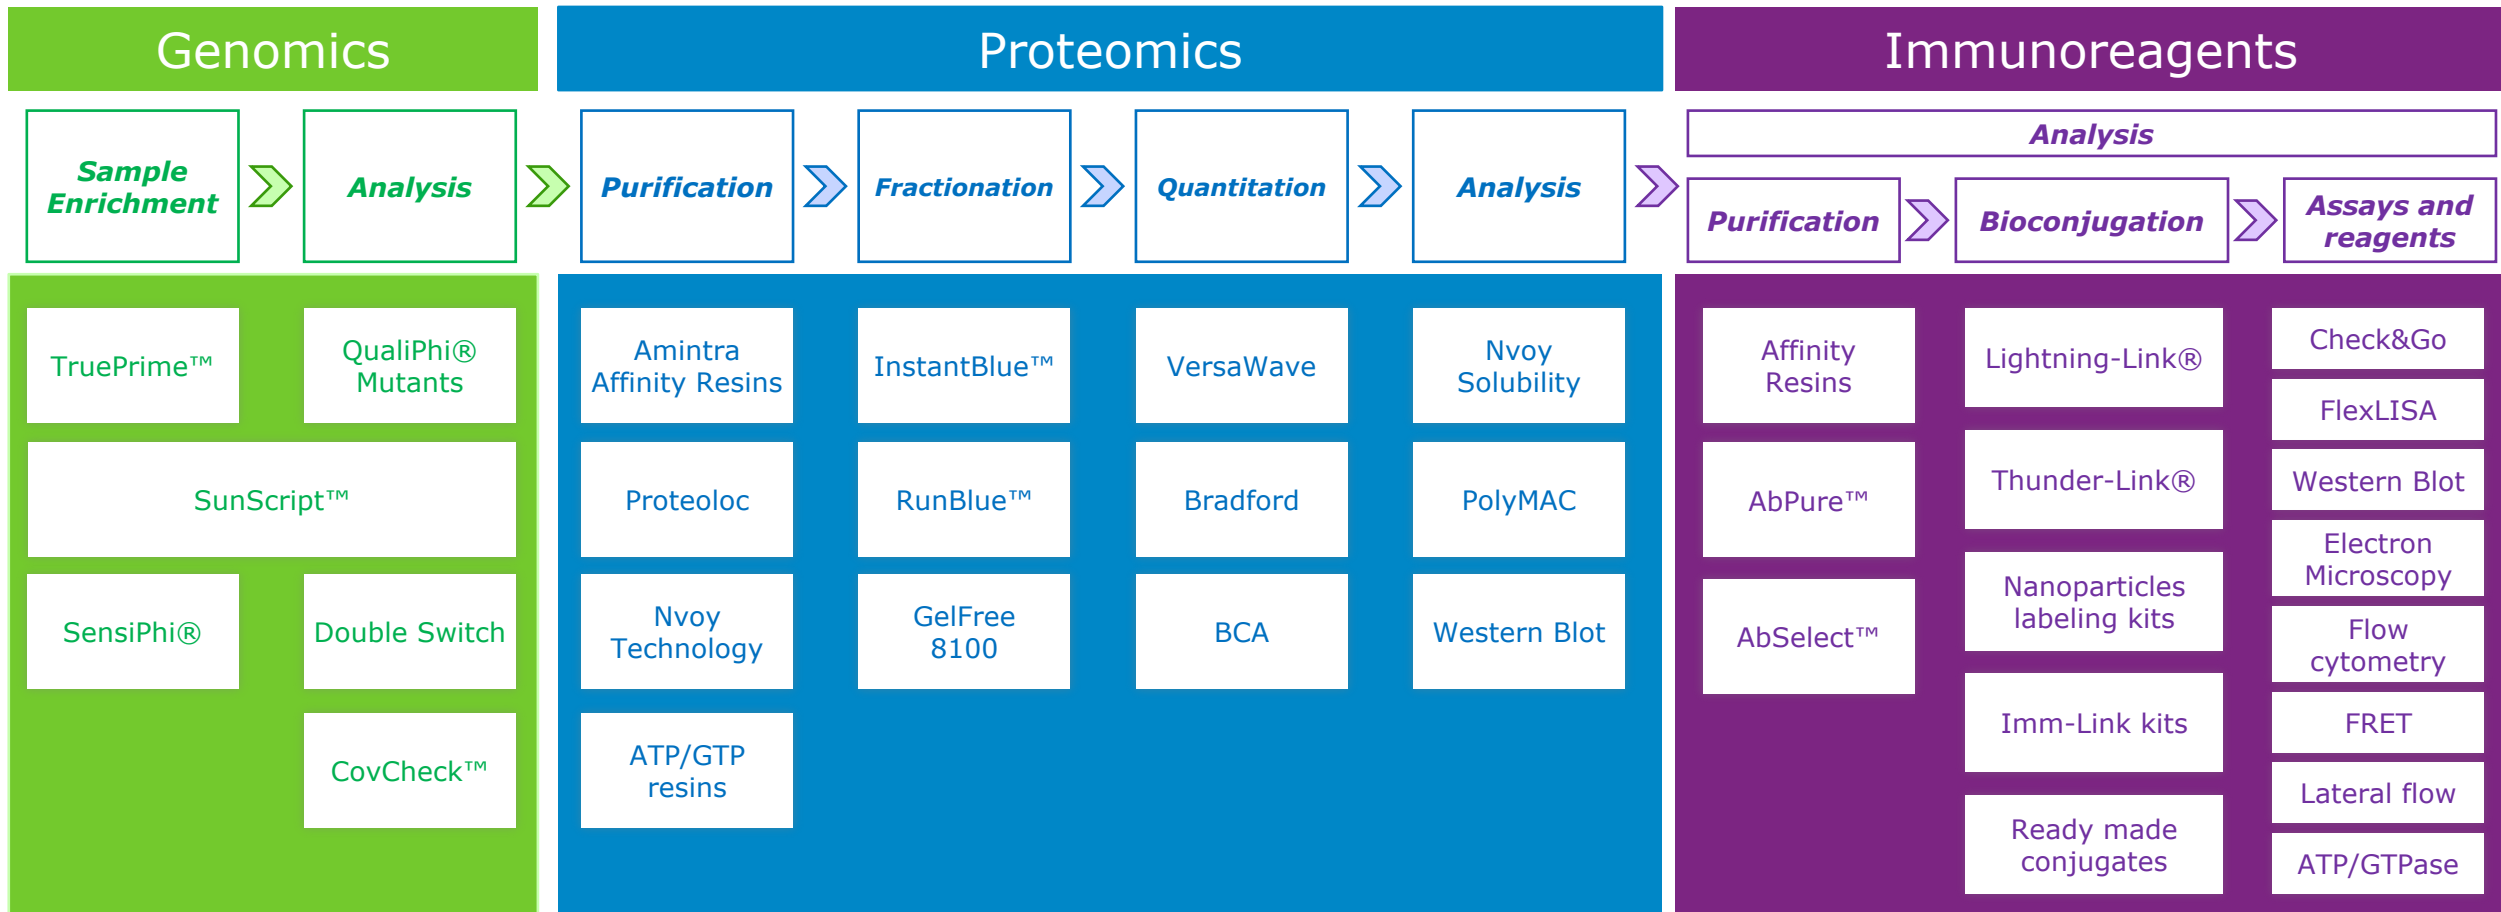 Genomics
Proteomics
Immunoreagents
Sample
Enrichment
Analysis
Purification
Fractionation
Quantitation
Analysis
Analysis
Purification
Bioconjugation
Assays and
reagents
TruePrime™
QualiPhi®
Mutants
SunScript™
SensiPhi®
Double Switch
CovCheck™
Amintra
Affinity Resins
Proteoloc
Nvoy
Technology
ATP/GTP
resins
InstantBlue™
RunBlue™
GelFree
8100
VersaWave
Bradford
BCA
Nvoy
Solubility
PolyMAC
Western Blot
Affinity
Resins
AbPure™
AbSelect™
Lightning-Link®
Thunder-Link®
Nanoparticles
labeling kits
Imm-Link kits
Ready made
conjugates
Check&Go
FlexLISA
Western Blot
Electron
Microscopy
Flow
cytometry
FRET
Lateral flow
ATP/GTPase